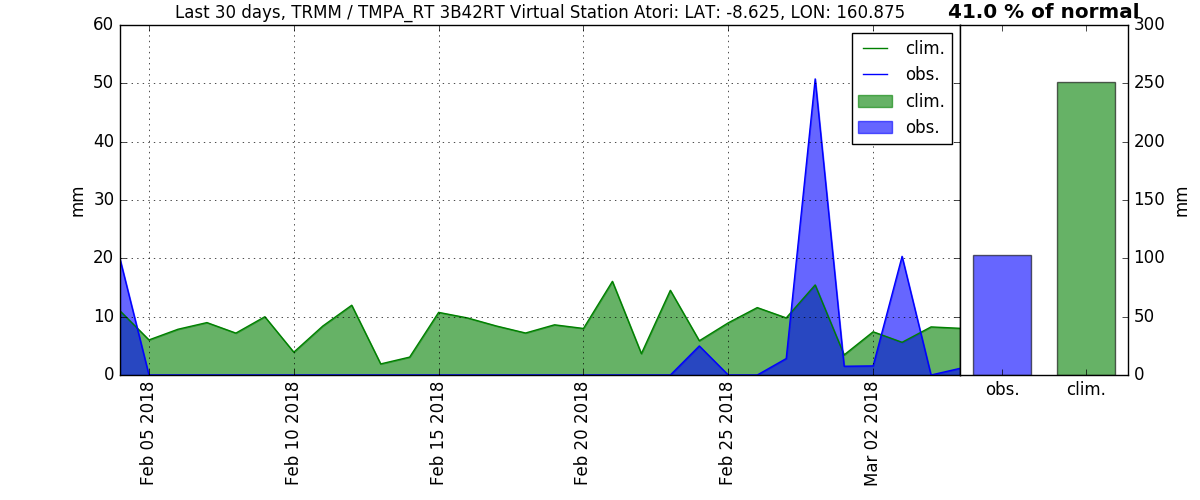 Last 30 days, TRMM / TMPA_RT 3B42RT Virtual Station Atori: LAT: -8.625, LON: 160.875
41.0 % of normal
60
50
40
30
20
10
0
mm
clim.
obs.
clim.
obs.
Feb 05 2018
Feb 10 2018
Feb 15 2018
Feb 20 2018
Feb 25 2018
Mar 02 2018
300
250
200
150
100
50
0
mm
obs.
clim.